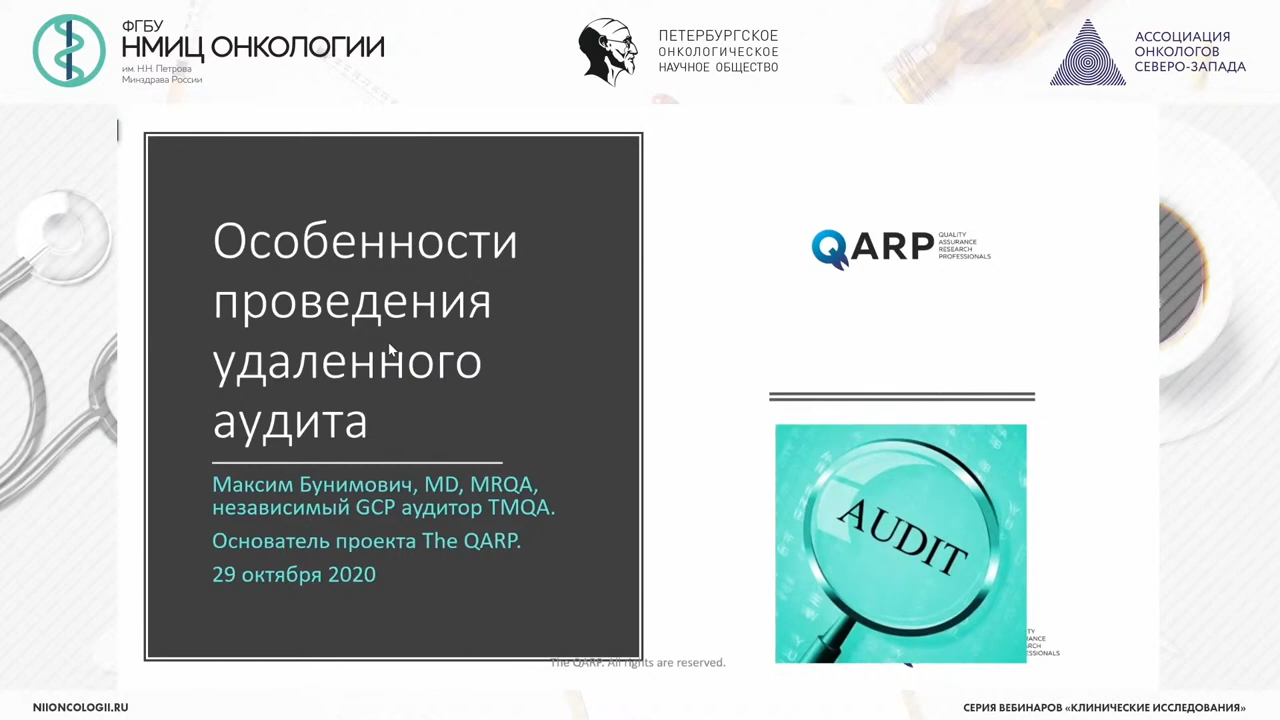 ФГБУ
НМИЦ ОНКОЛОГИИ
им. Н.Н. Петрова
Минздрава России
ПЕТЕРБУРГСКОЕ
ОНКОЛОГИЧЕСКОЕ
НАУЧНОЕ ОБЩЕСТВО
АССОЦИАЦИЯ
ОНКОЛОГОВ
СЕВЕРО-ЗАПАДА
Особенности
проведения
удаленного
аудита
Максим Бунимович, MD, MRQA,
независимый GCP аудитор TMQA.
Основатель проекта The QARP.
29 октября 2020
QARP
QUALITY
ASSURANCE
RESEARCH
PROFESSIONALS
AUDIT
The QARP. All rights are reserved.
NIIONCOLOGII.RU
СЕРИЯ ВЕБИНАРОВ «КЛИНИЧЕСКИЕ ИССЛЕДОВАНИЯ»